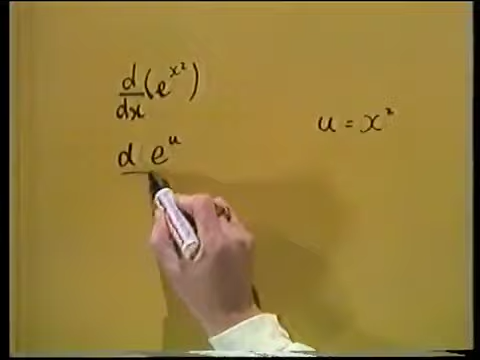 d/dx (e^x²)
u = x²
d e^u